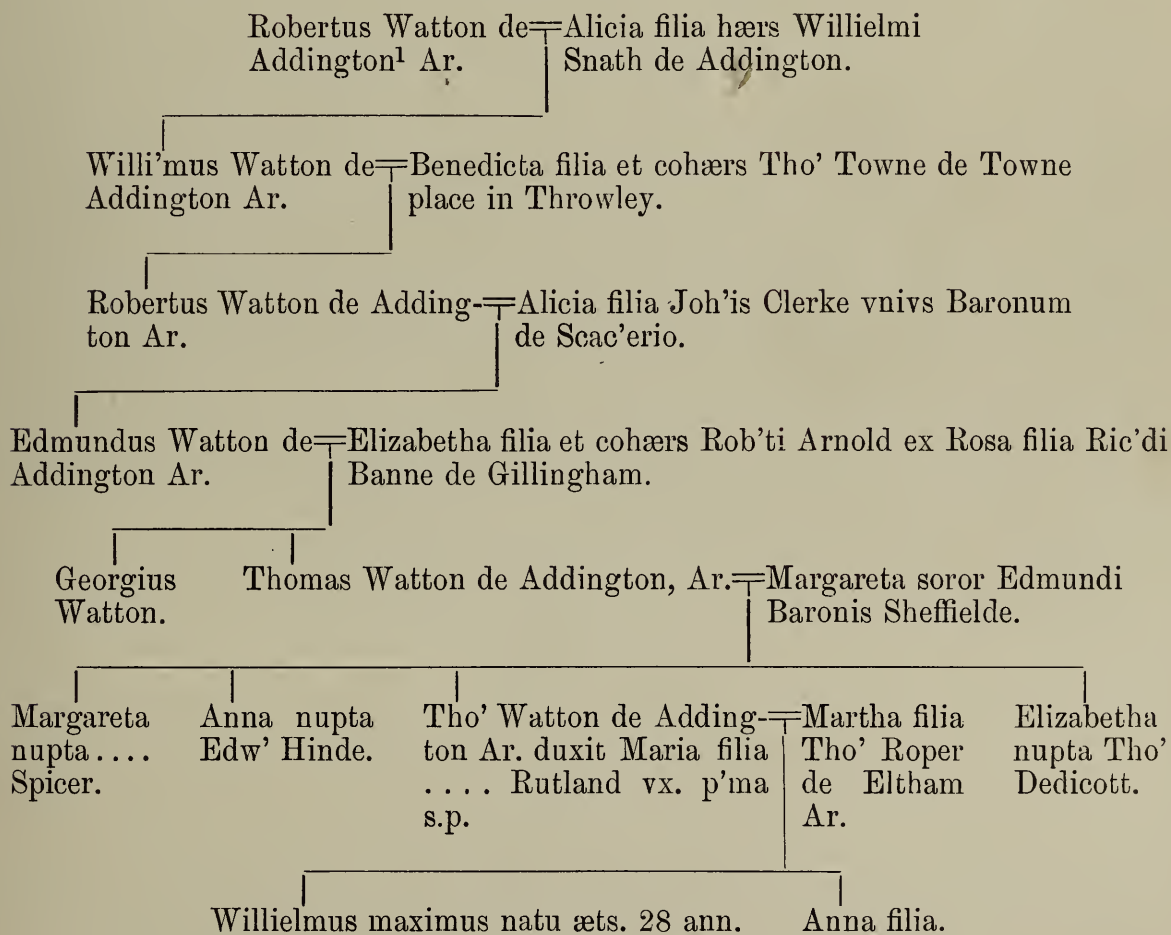 Robertus Watton de Alicia filia hærs Willielmi
Addington¹ Ar. Snath de Addington.
Willi'mus Watton de Benedicta filia et cohærs Tho' Towne de Towne
Addington Ar. place in Throwley.
Robertus Watton de Adding- Alicia filia Joh'is Clerke vnivs Baronum
ton Ar. de Scac'erio.
Edmundus Watton de Elizabetha filia et cohærs Rob'ti Arnold ex Rosa filia Ric'di
Addington Ar. Banne de Gillingham.
Georgius
Watton.
Thomas Watton de Addington, Ar. Margareta soror Edmundi
Baronis Sheffielde.
Margareta
nupta....
Spicer.
Anna nupta
Edw' Hinde.
Tho' Watton de Adding-
ton Ar. duxit Maria filia
.... Rutland vx. p'ma
s.p.
Martha filia
Tho' Roper
de Eltham
Ar.
Elizabetha
nupta Tho'
Dedicott.
Willielmus maximus natu æts. 28 ann. Anna filia.